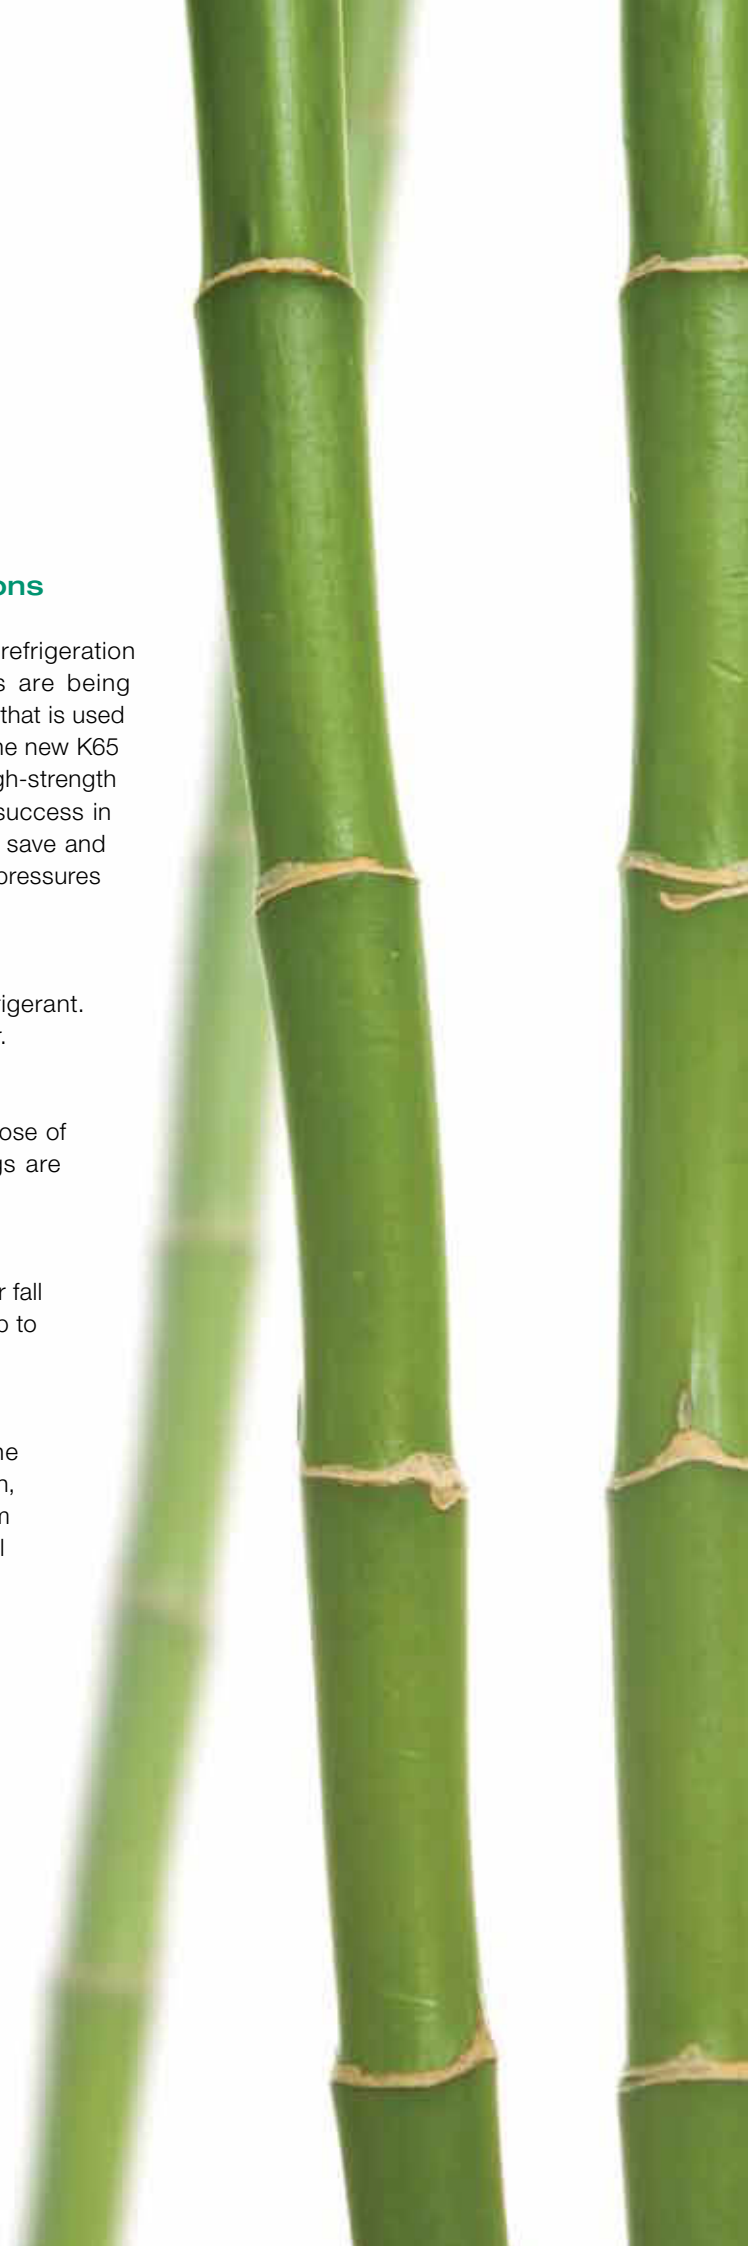 ons
refrigeration
s are being
that is used
he new K65
gh-strength
success in
save and
pressures
igerant.
r.
ose of
gs are
r fall
o to
ne
n,
n
l